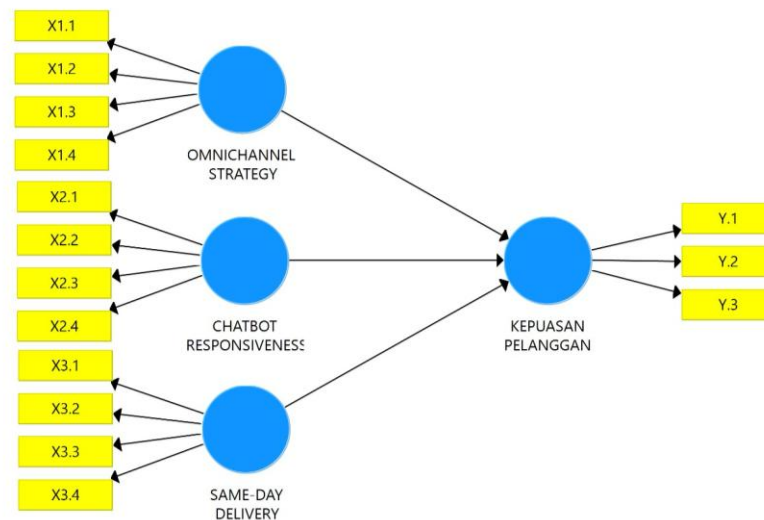 X1.1
X1.2
X1.3
X1.4
OMNICHANNEL
STRATEGY
X2.1
X2.2
X2.3
X2.4
CHATBOT
RESPONSIVENESS
X3.1
X3.2
X3.3
X3.4
SAME-DAY
DELIVERY
KEPUASAN
PELANGGAN
Y.1
Y.2
Y.3